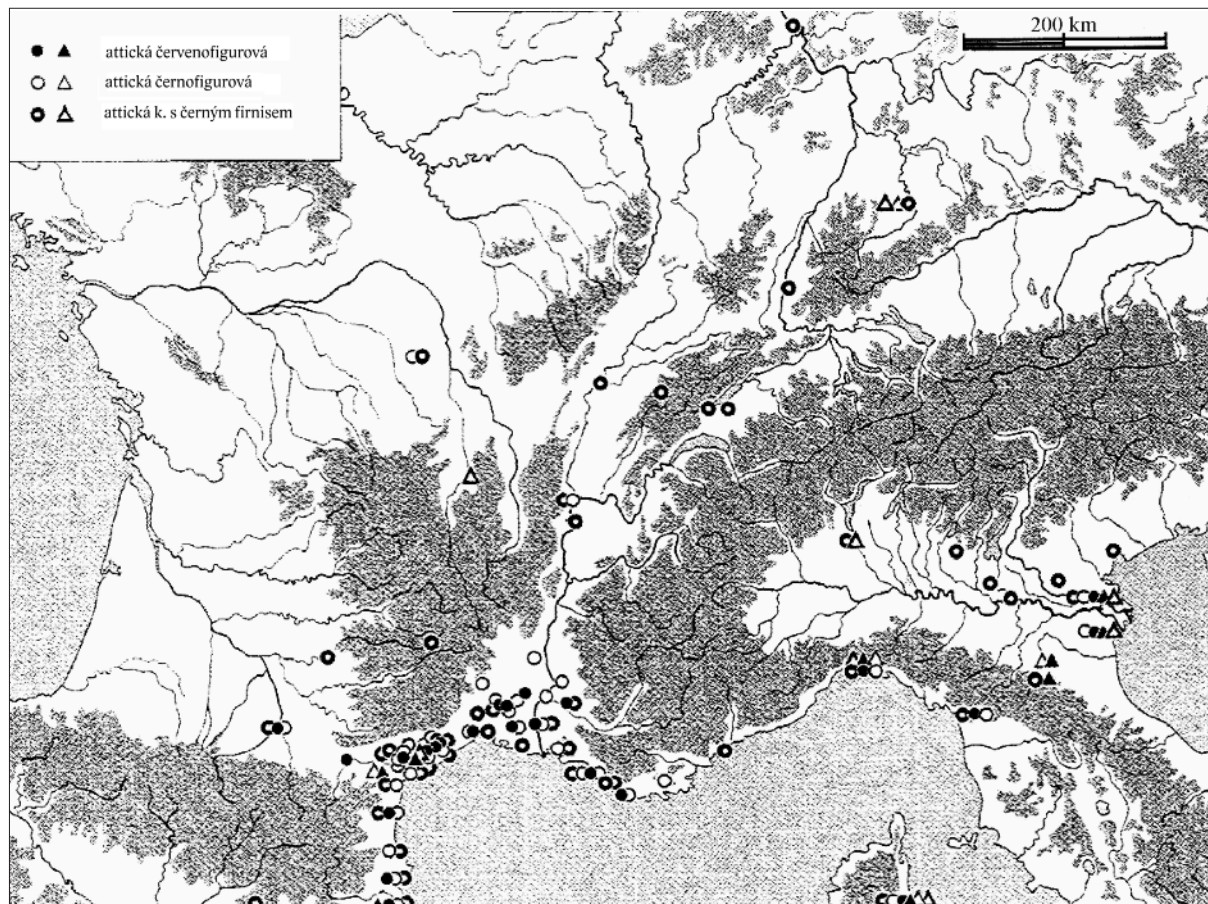 200 km
attická červenofigurová
attická černofigurová
attická k. s černým firnisem